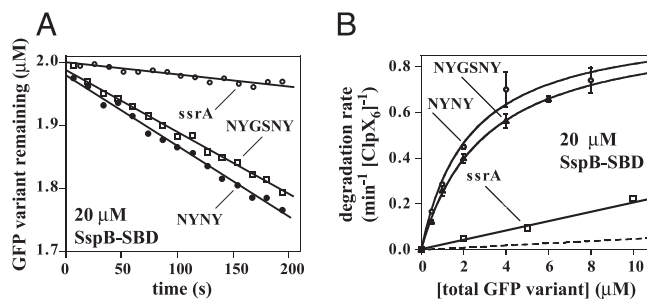 A
GFP variant remaining (μM)
2.0
1.9
1.8
1.7
ssrA
NYGSNY
NYNY
20 μM
SspB-SBD
0 50 100 150 200
time (s)
B
degradation rate
(min⁻¹ [ClpX₆]⁻¹)
0.8
0.6
0.4
0.2
0.0
NYGSNY
NYNY
20 μM
SspB-SBD
ssrA
0 2 4 6 8 10
[total GFP variant] (μM)